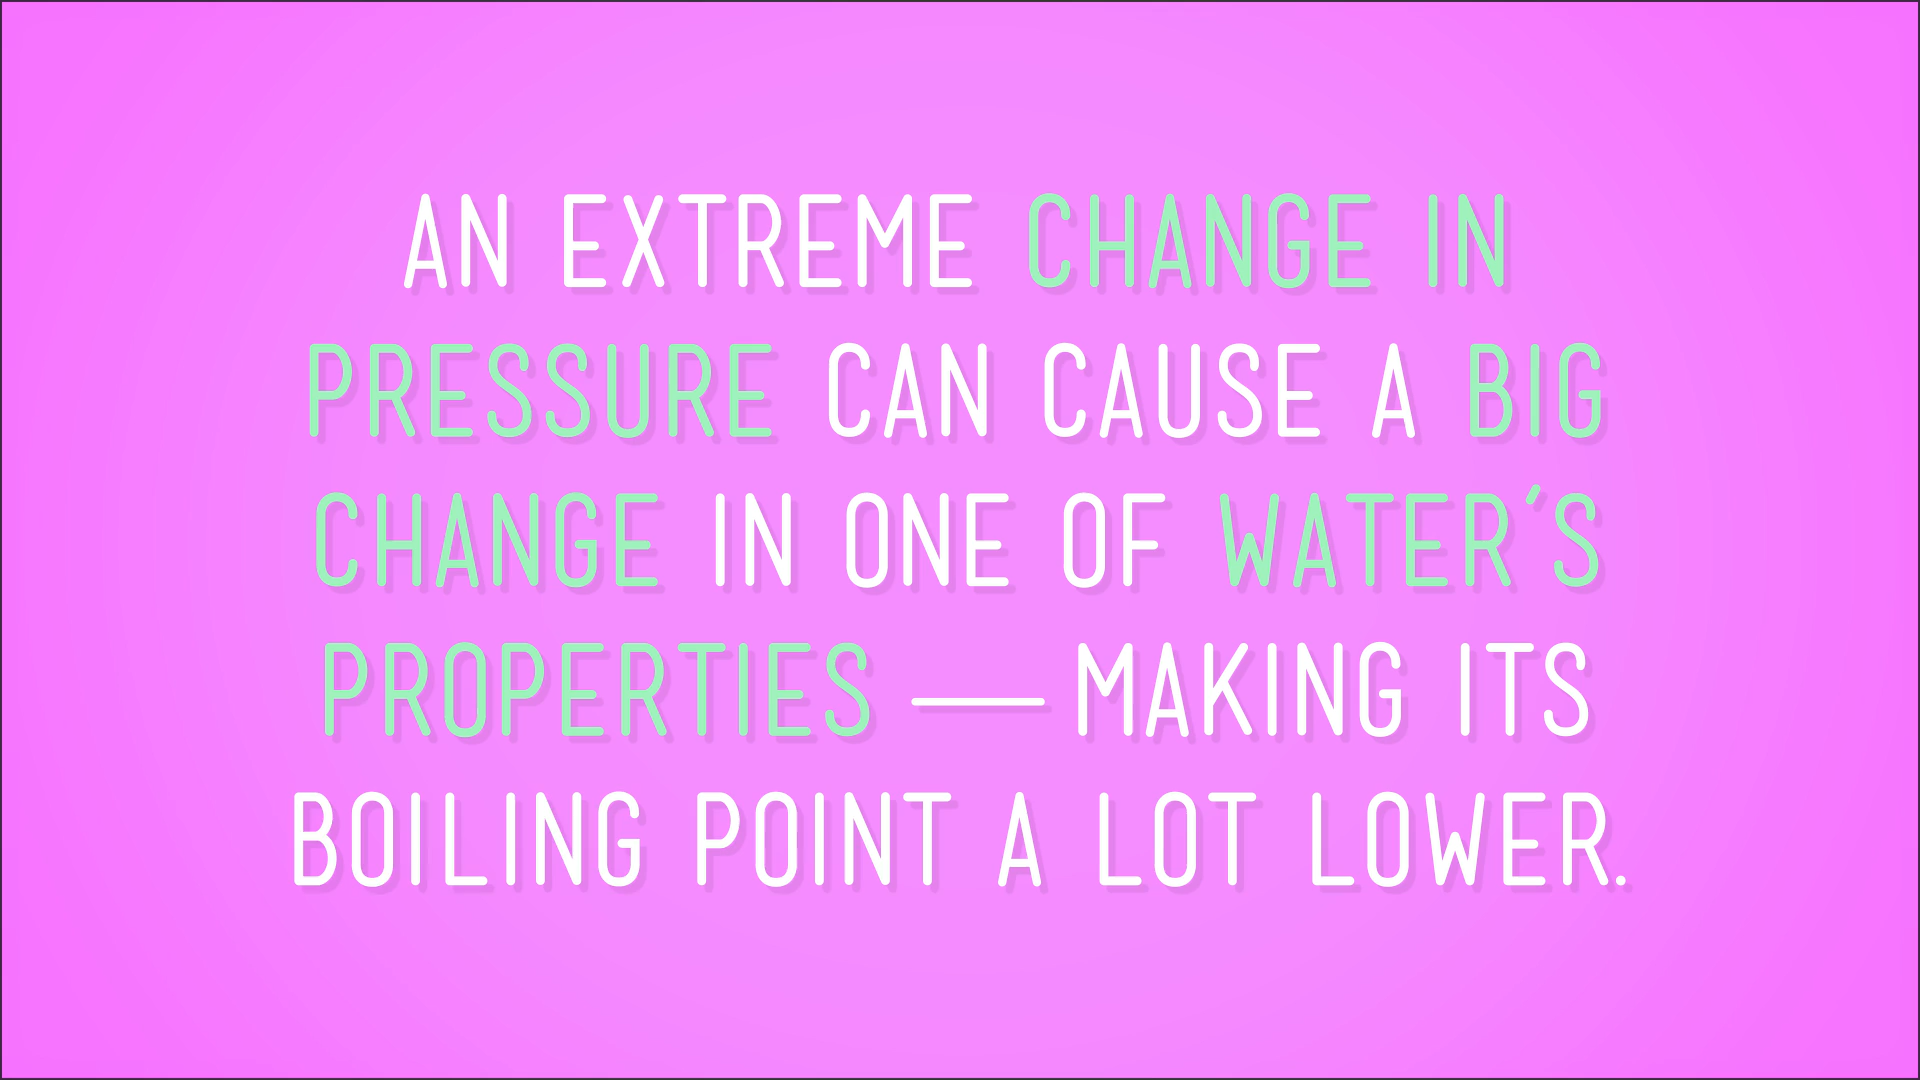 AN EXTREME CHANGE IN
PRESSURE CAN CAUSE A BIG
CHANGE IN ONE OF WATER'S
PROPERTIES — MAKING ITS
BOILING POINT A LOT LOWER.